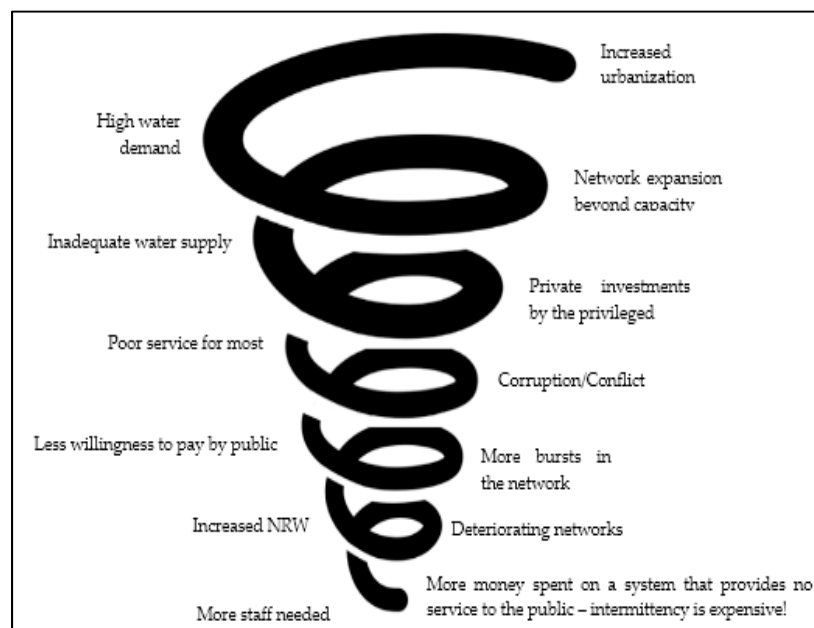 Increased
urbanization
High water
demand
Network expansion
beyond capacity
Inadequate water supply
Private investments
by the privileged
Poor service for most
Corruption/Conflict
Less willingness to pay by public
More bursts in
the network
Increased NRW
Deteriorating networks
More money spent on a system that provides no
service to the public – intermittency is expensive!
More staff needed